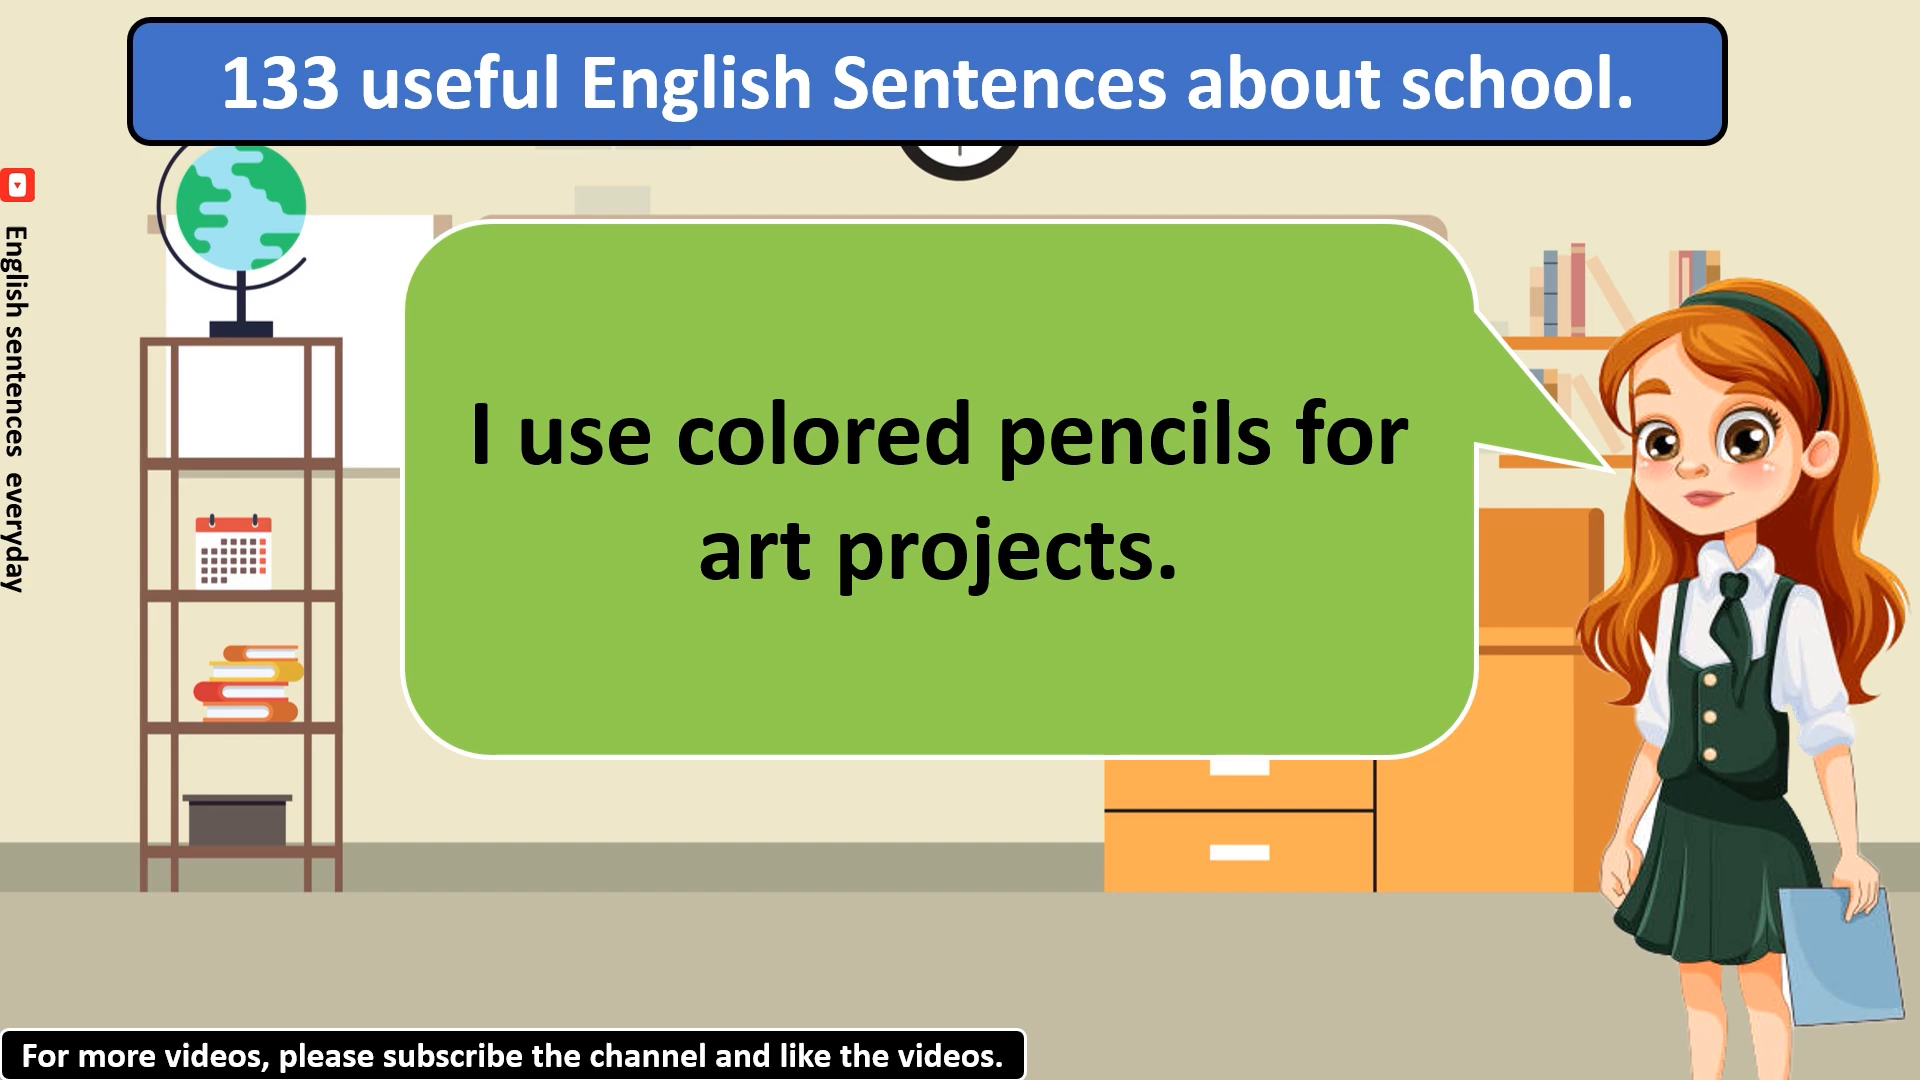 133 useful English Sentences about school.
English sentences everyday
I use colored pencils for
art projects.
For more videos, please subscribe the channel and like the videos.